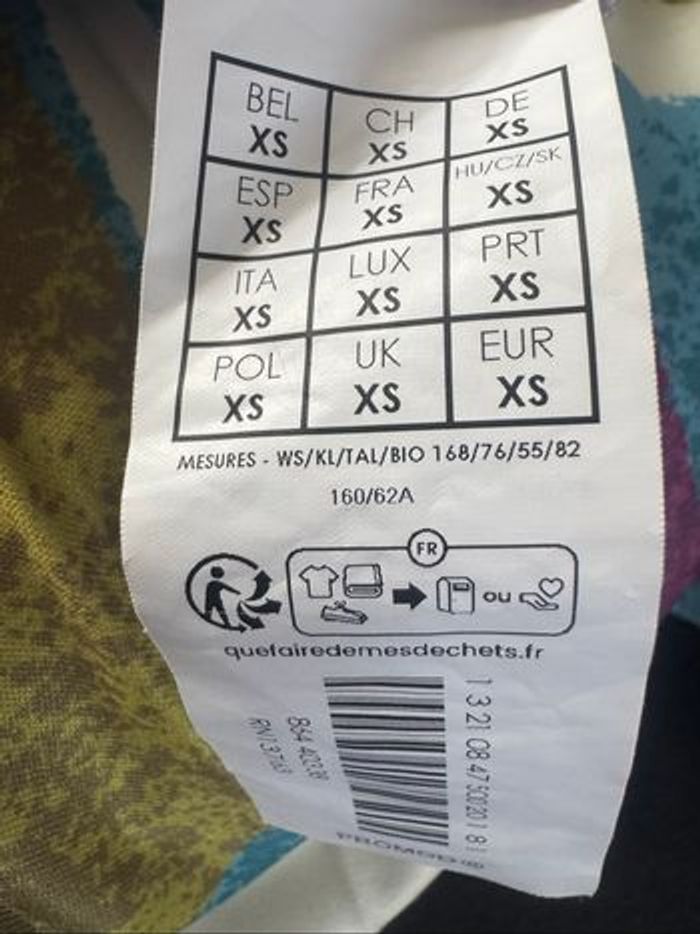 BEL CH DE
XS XS XS
ESP FRA HU/CZ/SK
XS XS XS
ITA LUX PRT
XS XS XS
POL UK EUR
XS XS XS
MESURES - WS/KL/TAL/BIO 168/76/55/82
160/62A
FR
ou
quefairedemesdechets.fr
PROMOD®